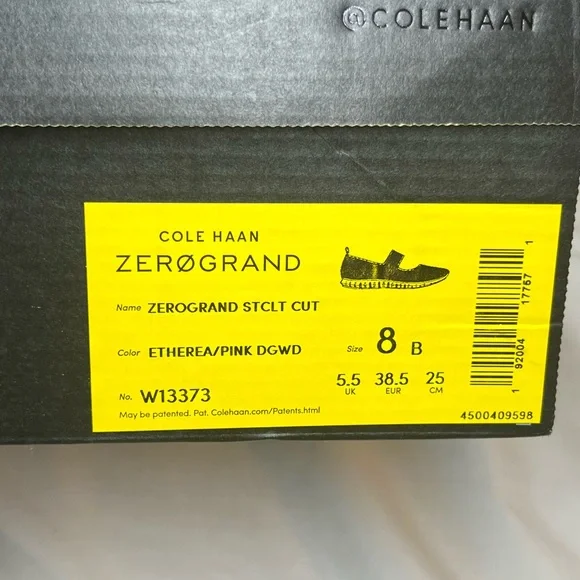 @COLEHAAN
COLE HAAN
ZERØGRAND
Name ZEROGRAND STCLT CUT
Color ETHEREA/PINK DGWD
Size 8 B
No. W13373
5.5 38.5 25
UK EUR CM
May be patented. Pat. Colehaan.com/Patents.html
1 92004 17757 1
4500409598